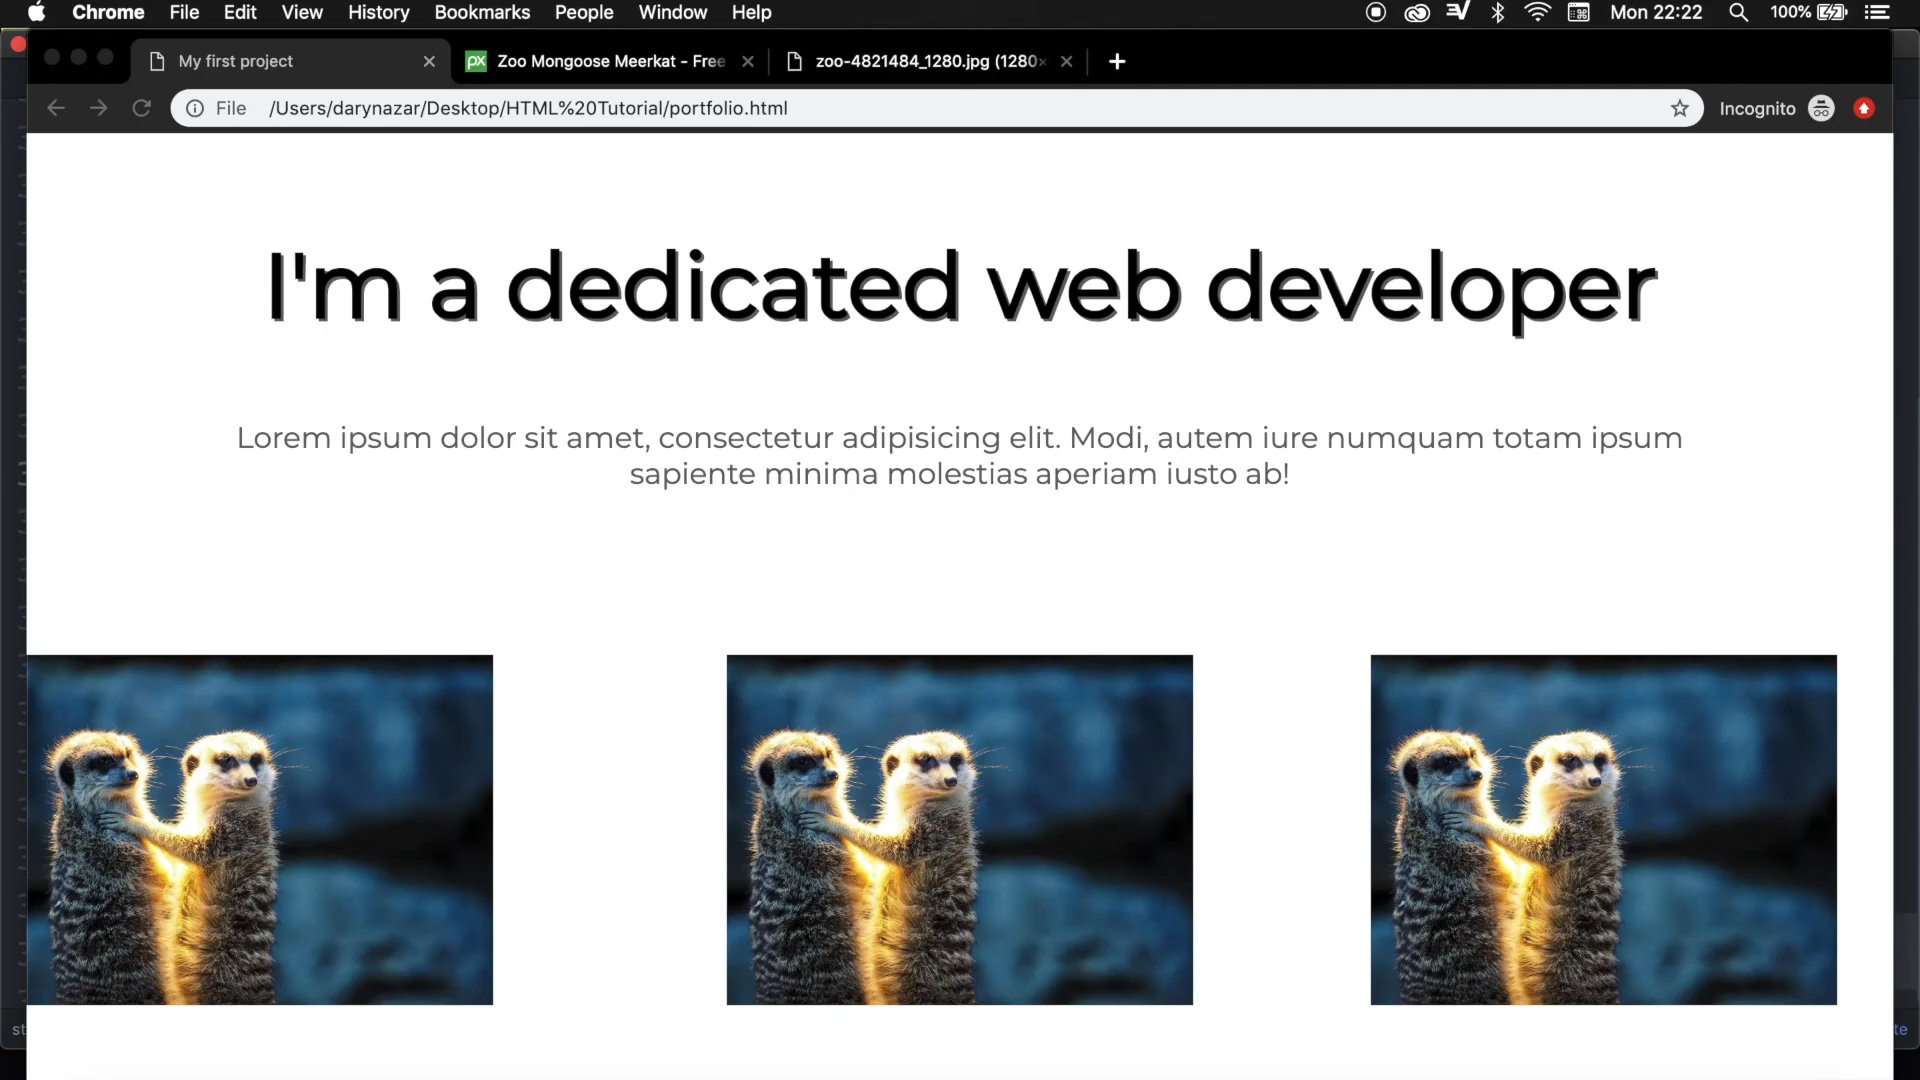 Chrome File Edit View History Bookmarks People Window Help Mon 22:22 100%
My first project Zoo Mongoose Meerkat - Free zoo-4821484_1280.jpg (1280×
File /Users/darynazar/Desktop/HTML%20Tutorial/portfolio.html Incognito
I'm a dedicated web developer
Lorem ipsum dolor sit amet, consectetur adipisicing elit. Modi, autem iure numquam totam ipsum
sapiente minima molestias aperiam iusto ab!